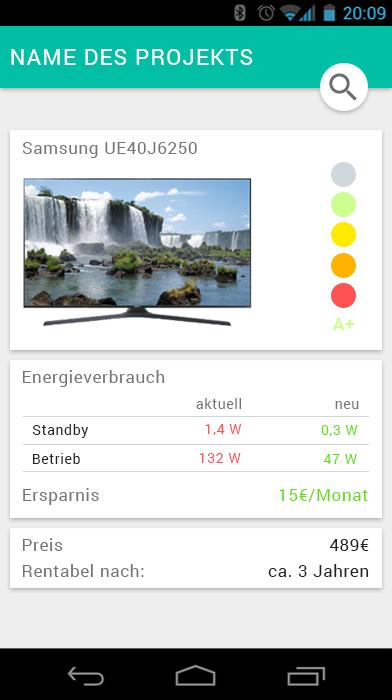 20:09
NAME DES PROJEKTS
Samsung UE40J6250
A+
Energieverbrauch
aktuell neu
Standby 1,4 W 0,3 W
Betrieb 132 W 47 W
Ersparnis 15€/Monat
Preis 489€
Rentabel nach: ca. 3 Jahren